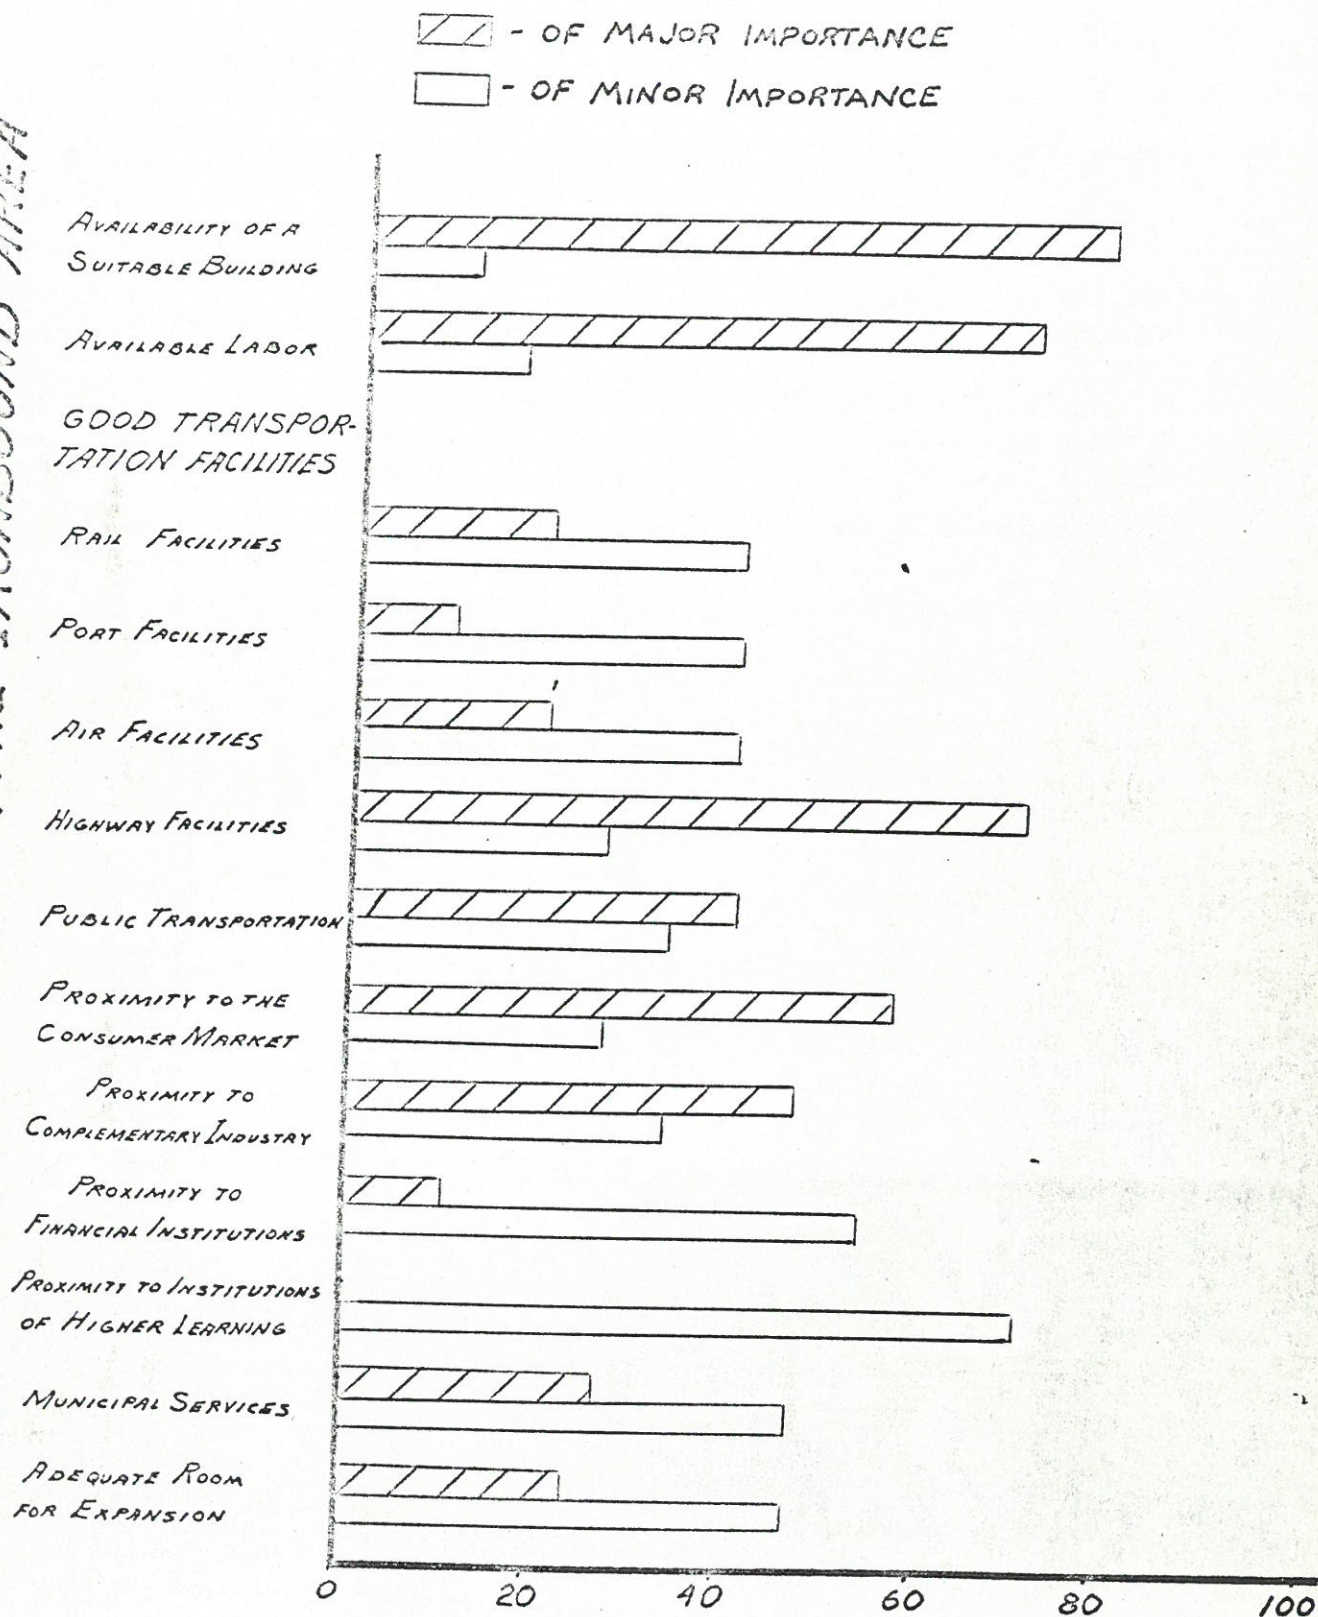 - OF MAJOR IMPORTANCE
- OF MINOR IMPORTANCE
AREA
AVAILABILITY OF A
SUITABLE BUILDING
AVAILABLE LABOR
GOOD TRANSPOR-
TATION FACILITIES
RAIL FACILITIES
PORT FACILITIES
AIR FACILITIES
HIGHWAY FACILITIES
PUBLIC TRANSPORTATION
PROXIMITY TO THE
CONSUMER MARKET
PROXIMITY TO
COMPLEMENTARY INDUSTRY
PROXIMITY TO
FINANCIAL INSTITUTIONS
PROXIMITY TO INSTITUTIONS
OF HIGHER LEARNING
MUNICIPAL SERVICES
ADEQUATE ROOM
FOR EXPANSION
0 20 40 60 80 100